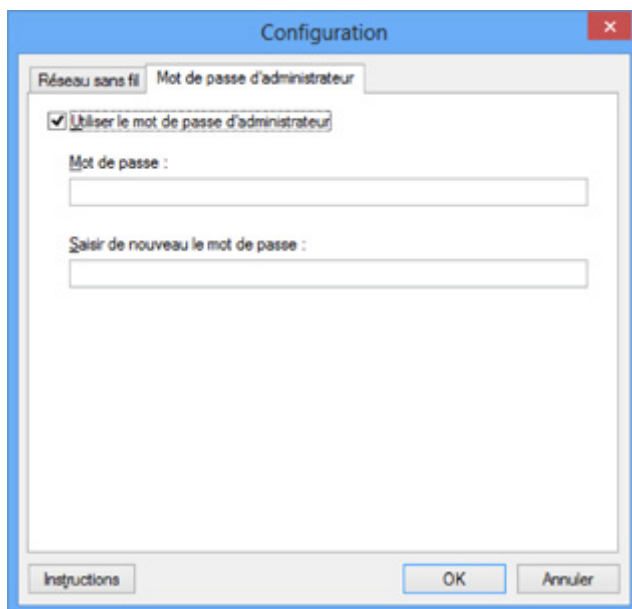 Configuration
Réseau sans fil
Mot de passe d'administrateur
Utiliser le mot de passe d'administrateur
Mot de passe :
Saisir de nouveau le mot de passe :
Instructions
OK
Annuler